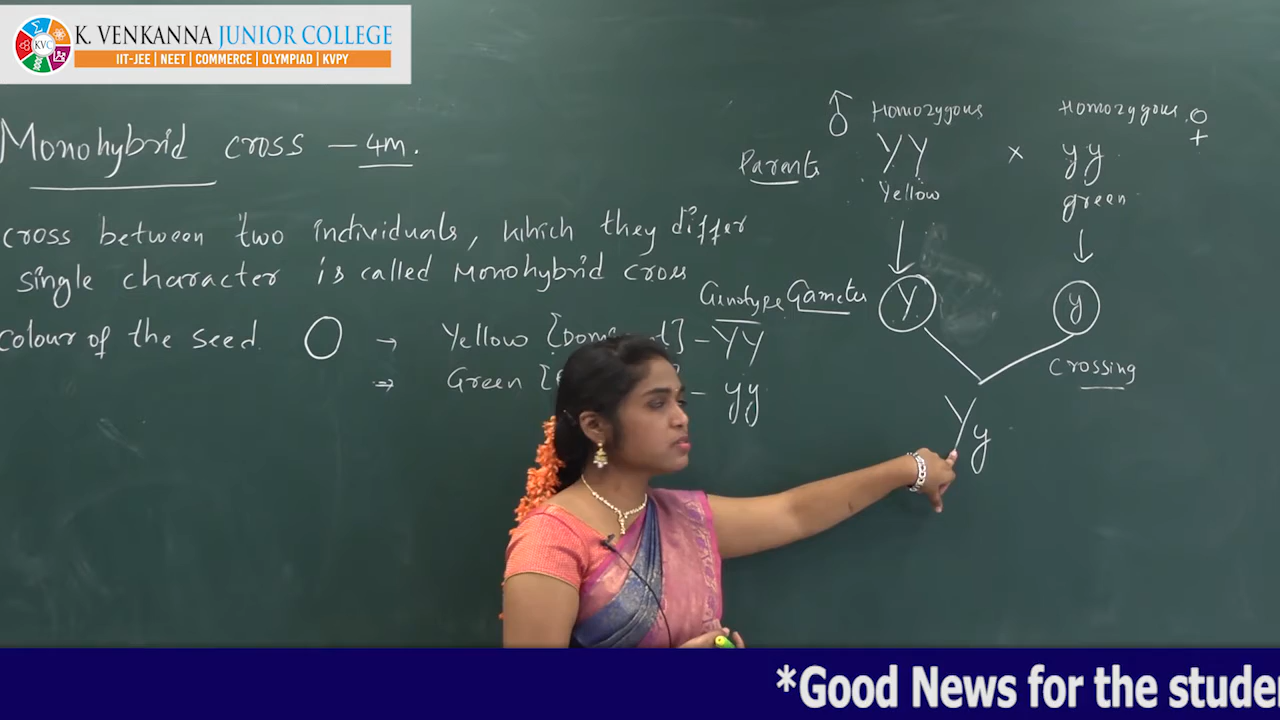 K. VENKANNA JUNIOR COLLEGE
KVC
IIT-JEE | NEET | COMMERCE | OLYMPIAD | KVPY
Monohybrid cross – 4M.
cross between two individuals, which they differ
single character is called Monohybrid cross
colour of the seed O → Yellow [Dom t] – YY
⇒ Green [ ] – yy
♂ Homozygous Homozygous ♀
Parents YY × yy
Yellow green
Genotype Gametes Y y
Crossing
Yy
*Good News for the stude